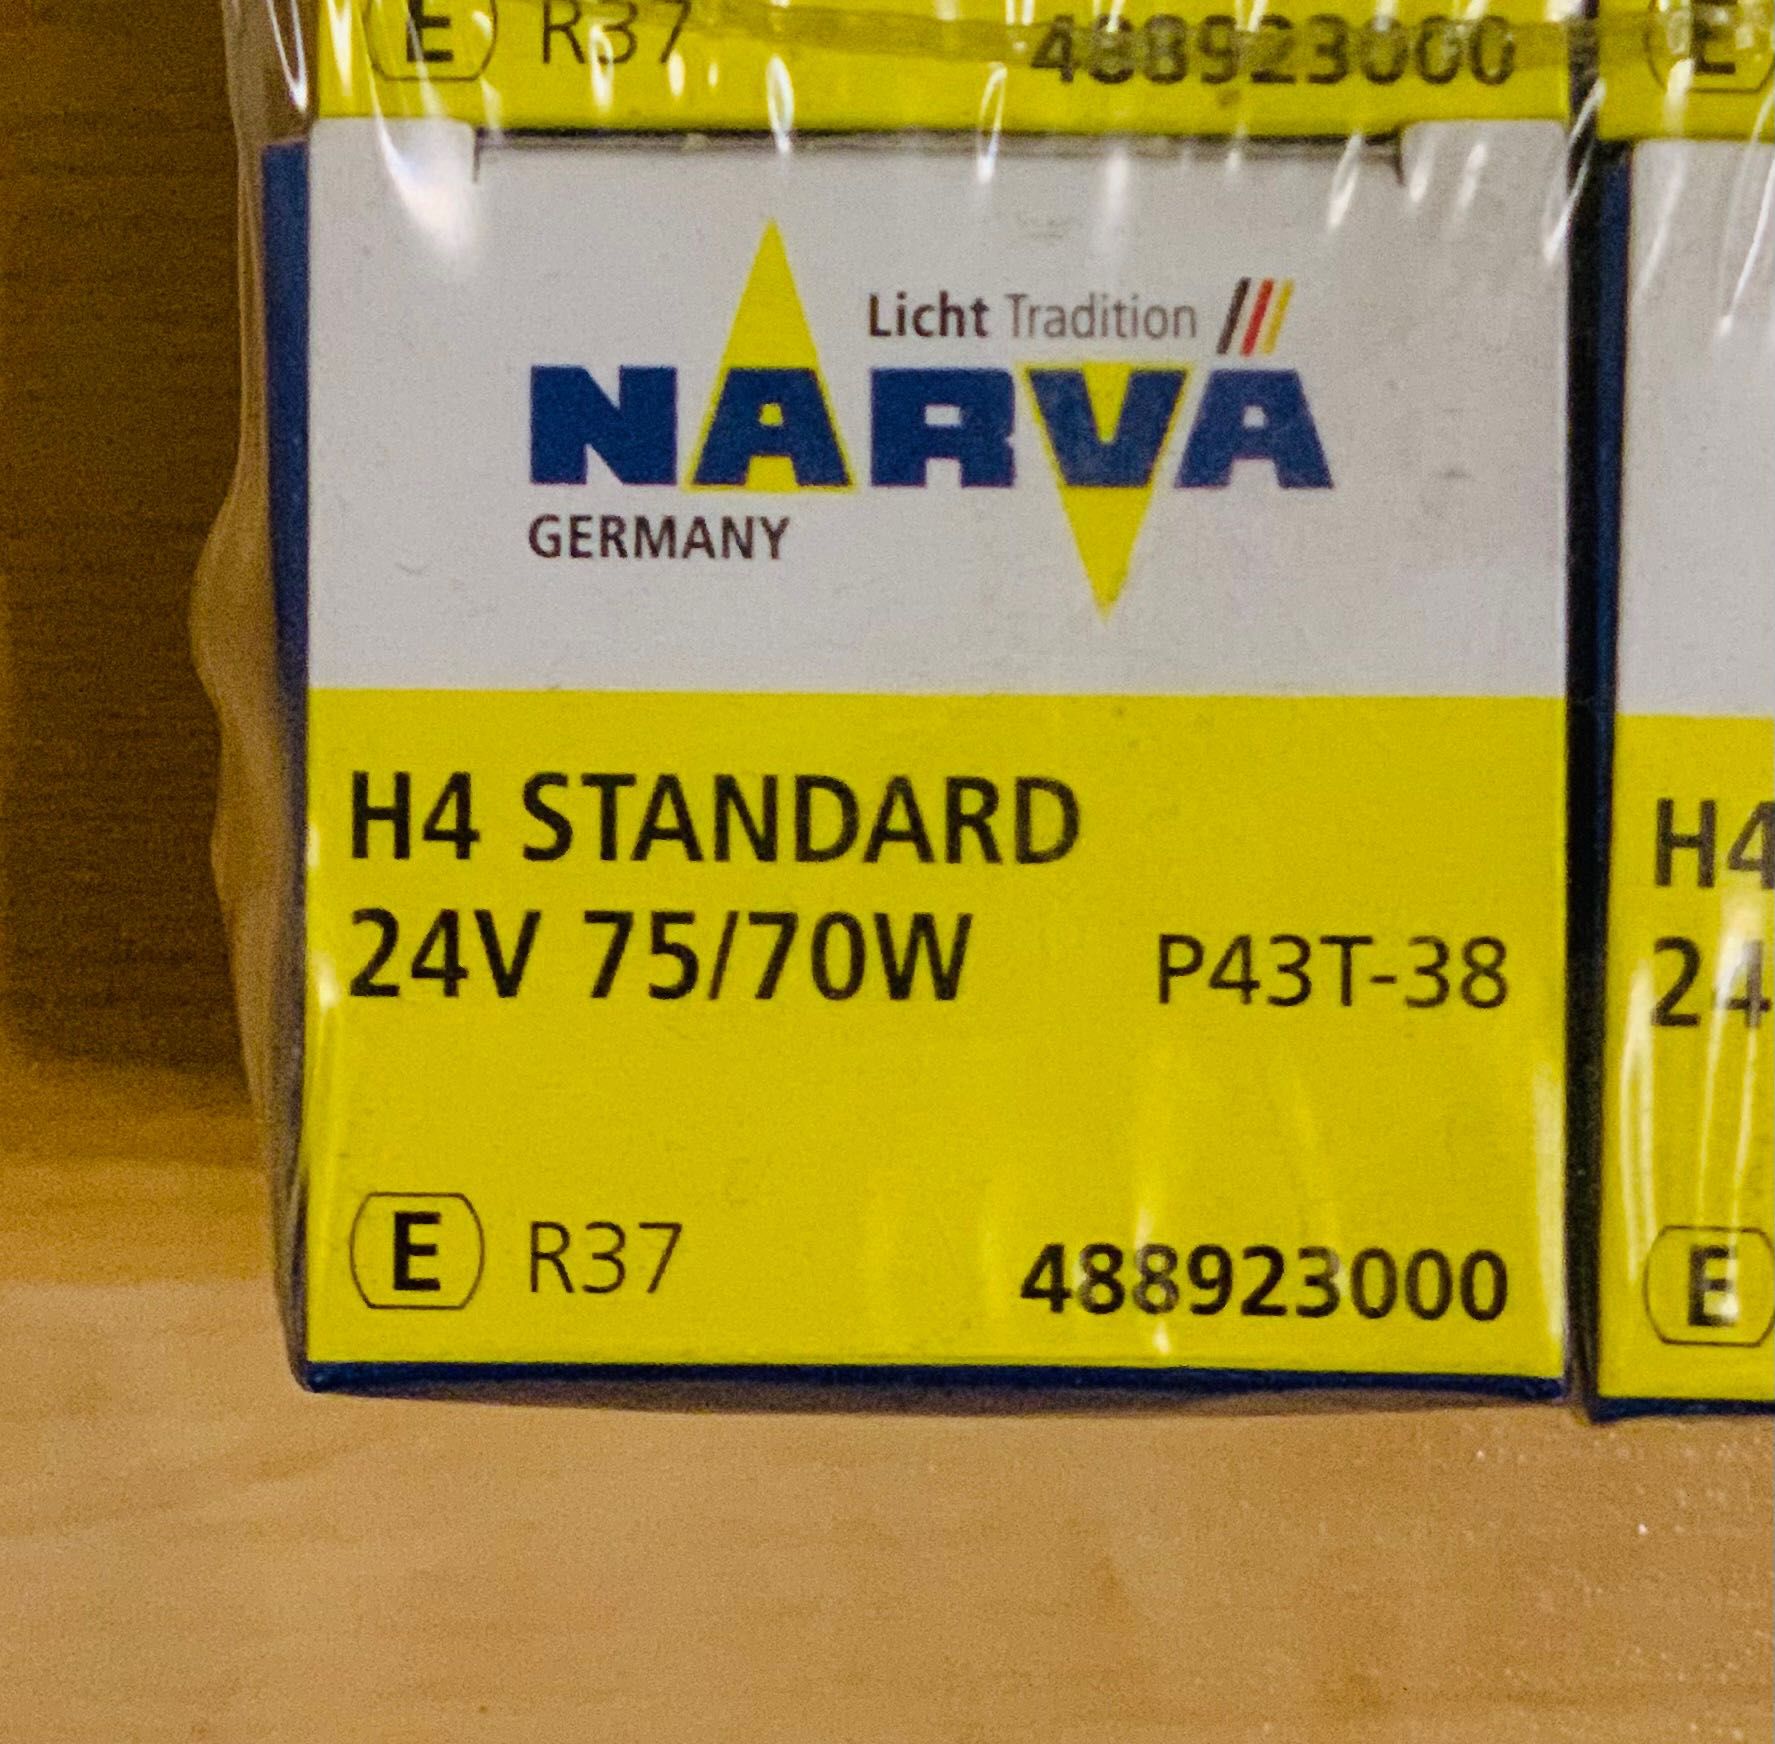 E R37 488923000 E
Licht Tradition
NARVA
GERMANY
H4 STANDARD
24V 75/70W P43T-38
E R37 488923000
H4
24
E